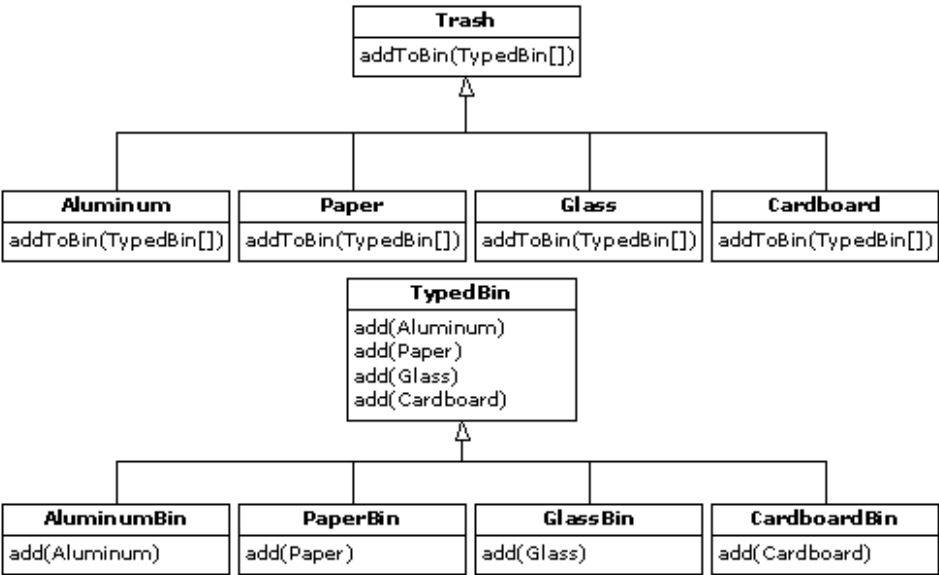 Trash
addToBin(TypedBin[])
Aluminum
addToBin(TypedBin[])
Paper
addToBin(TypedBin[])
Glass
addToBin(TypedBin[])
Cardboard
addToBin(TypedBin[])
TypedBin
add(Aluminum)
add(Paper)
add(Glass)
add(Cardboard)
AluminumBin
add(Aluminum)
PaperBin
add(Paper)
GlassBin
add(Glass)
CardboardBin
add(Cardboard)